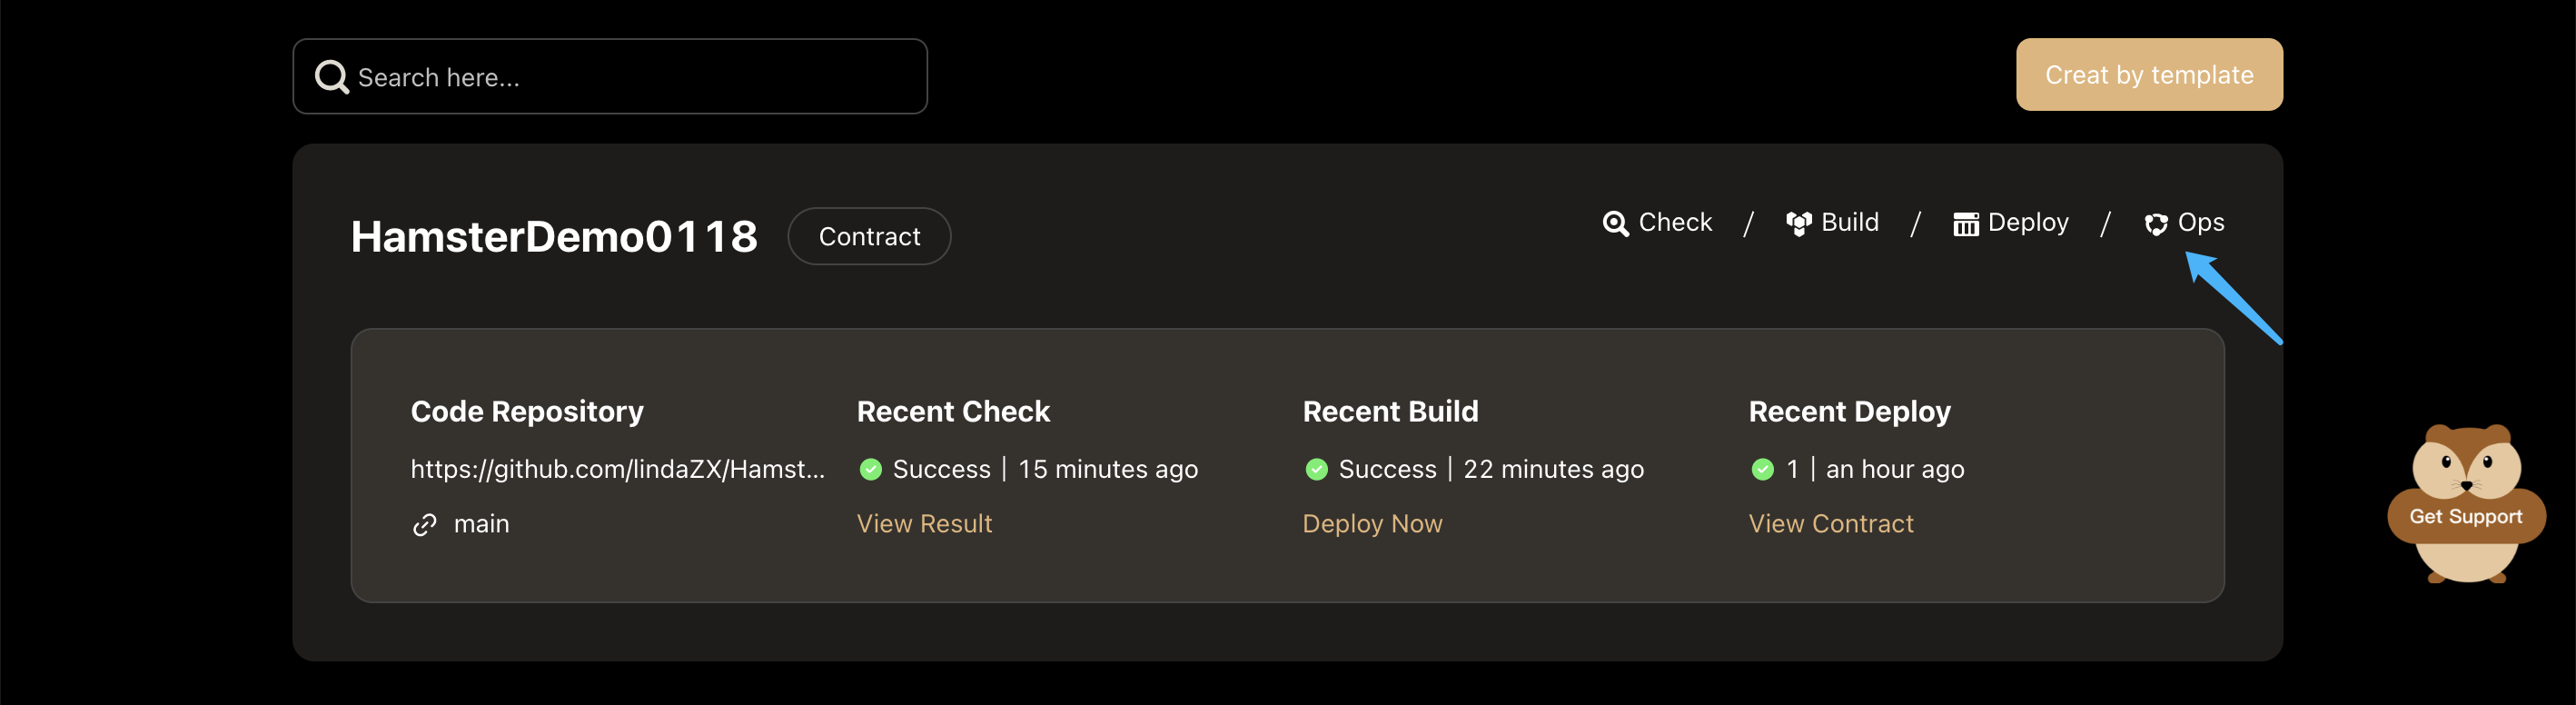 Search here...
Creat by template
HamsterDemo0118
Contract
Check / Build / Deploy / Ops
Code Repository
https://github.com/lindaZX/Hamst...
main
Recent Check
Success | 15 minutes ago
View Result
Recent Build
Success | 22 minutes ago
Deploy Now
Recent Deploy
1 | an hour ago
View Contract
Get Support